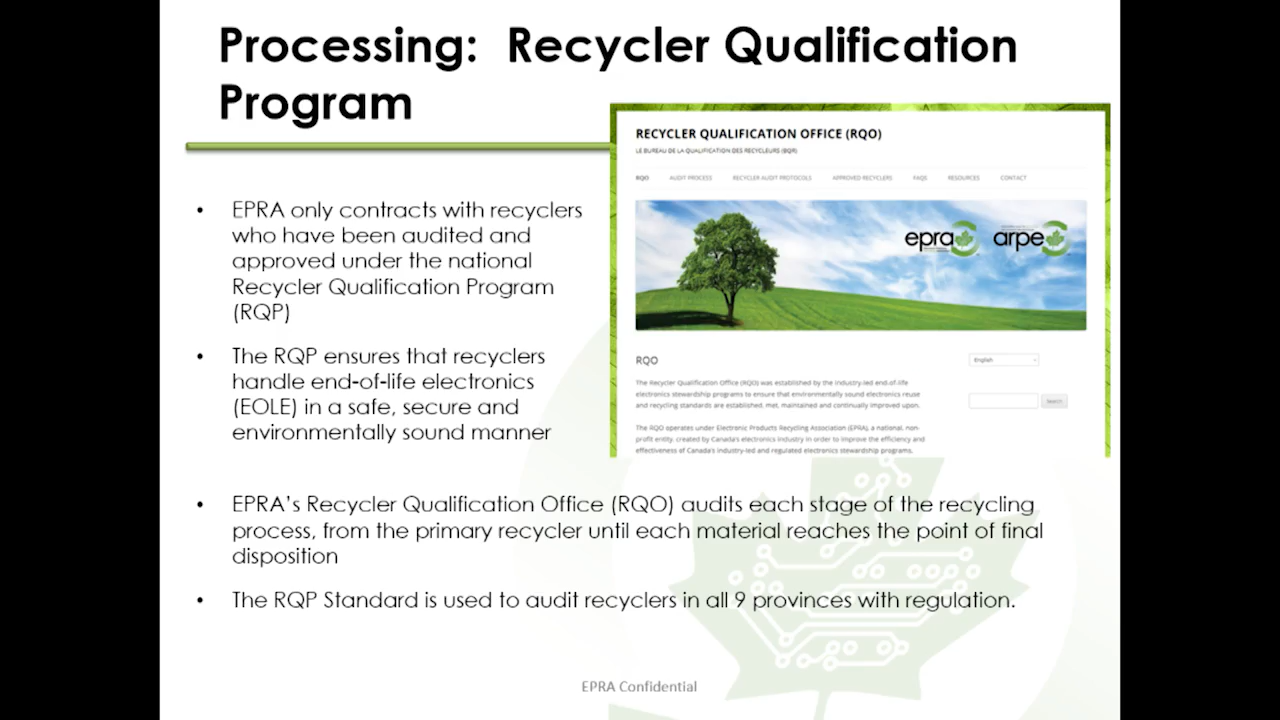 Processing:  Recycler Qualification
Program
RECYCLER QUALIFICATION OFFICE (RQO)
LE BUREAU DE LA QUALIFICATION DES RECYCLEURS (BQR)
RQO AUDIT PROCESS RECYCLER AUDIT PROTOCOLS APPROVED RECYCLERS FAQS RESOURCES CONTACT
epra arpe
RQO
English
The Recycler Qualification Office (RQO) was established by the industry-led end-of-life
electronics stewardship programs to ensure that environmentally sound electronics reuse
and recycling standards are established, met, maintained and continually improved upon.
Search
The RQO operates under Electronic Products Recycling Association (EPRA), a national, non-
profit entity, created by Canada's electronics industry in order to improve the efficiency and
effectiveness of Canada's industry-led and regulated electronics stewardship programs,
• EPRA only contracts with recyclers
who have been audited and
approved under the national
Recycler Qualification Program
(RQP)
• The RQP ensures that recyclers
handle end-of-life electronics
(EOLE) in a safe, secure and
environmentally sound manner
• EPRA's Recycler Qualification Office (RQO) audits each stage of the recycling
process, from the primary recycler until each material reaches the point of final
disposition
• The RQP Standard is used to audit recyclers in all 9 provinces with regulation.
EPRA Confidential